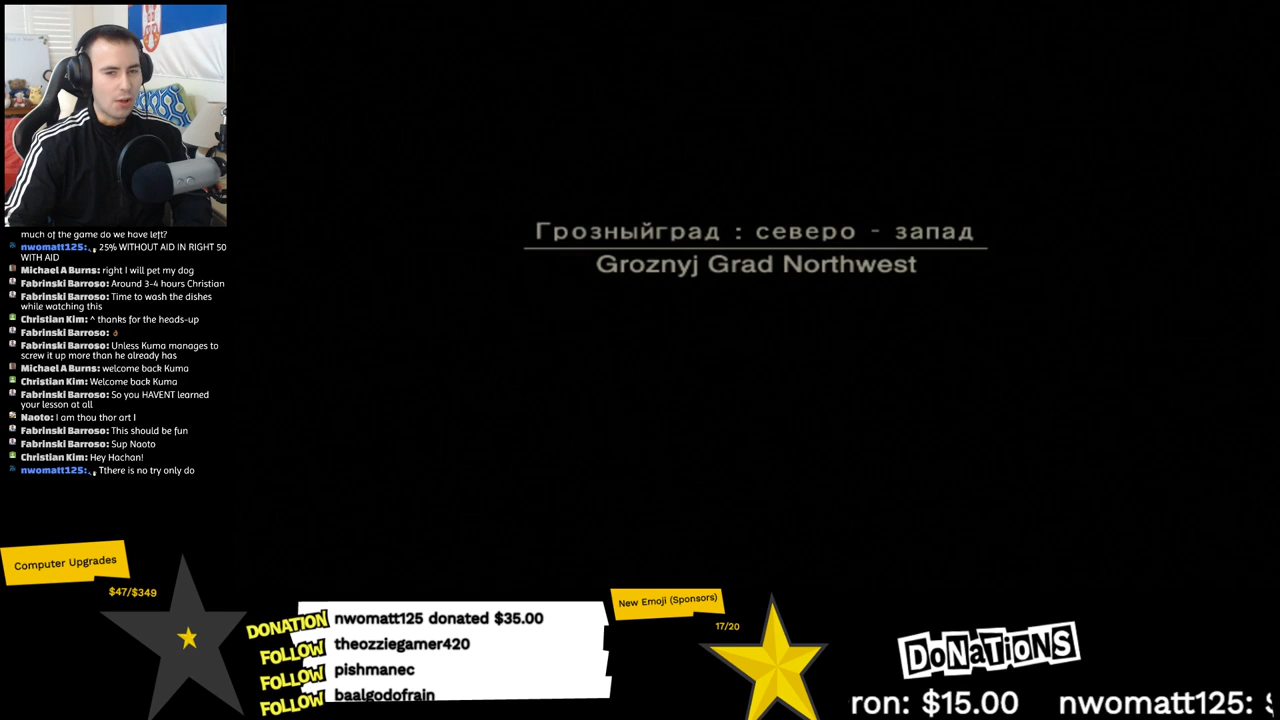 Грозныйград : северо - запад
Groznyj Grad Northwest
much of the game do we have left?
nwomatt125: 25% WITHOUT AID IN RIGHT 50
WITH AID
Michael A Burns: right I will pet my dog
Fabrinski Barroso: Around 3-4 hours Christian
Fabrinski Barroso: Time to wash the dishes
while watching this
Christian Kim: ^ thanks for the heads-up
Fabrinski Barroso: 👌
Fabrinski Barroso: Unless Kuma manages to
screw it up more than he already has
Michael A Burns: welcome back Kuma
Christian Kim: Welcome back Kuma
Fabrinski Barroso: So you HAVENT learned
your lesson at all
Naoto: I am thou thor art I
Fabrinski Barroso: This should be fun
Fabrinski Barroso: Sup Naoto
Christian Kim: Hey Hachan!
nwomatt125: Tthere is no try only do
Computer Upgrades
$47/$349
DONATION nwomatt125 donated $35.00
FOLLOW theozziegamer420
FOLLOW pishmanec
FOLLOW baalgodofrain
New Emoji (Sponsors)
17/20
DoNaTioNS
ron: $15.00 nwomatt125: $